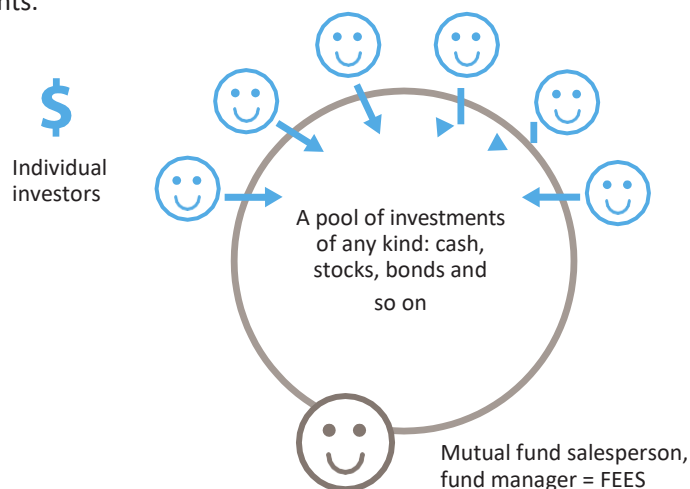 nts.
$
Individual
investors
A pool of investments
of any kind: cash,
stocks, bonds and
so on
Mutual fund salesperson,
fund manager = FEES